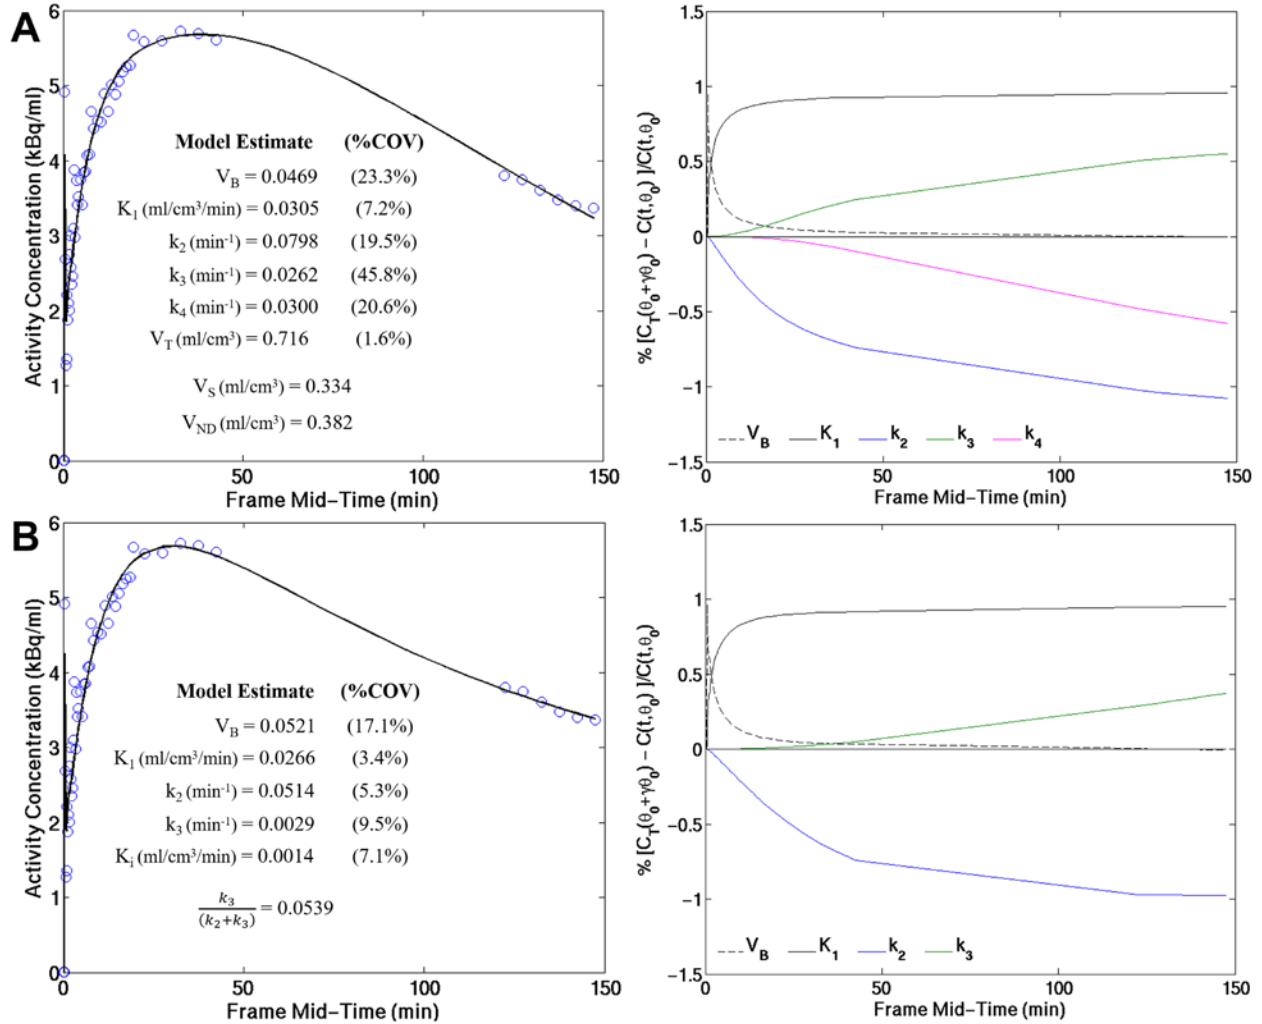 A
6
5
4
3
2
1
0
Activity Concentration (kBq/ml)
Model Estimate (%COV)
V_B = 0.0469 (23.3%)
K_1 (ml/cm³/min) = 0.0305 (7.2%)
k_2 (min⁻¹) = 0.0798 (19.5%)
k_3 (min⁻¹) = 0.0262 (45.8%)
k_4 (min⁻¹) = 0.0300 (20.6%)
V_T (ml/cm³) = 0.716 (1.6%)
V_S (ml/cm³) = 0.334
V_ND (ml/cm³) = 0.382
0 50 100 150
Frame Mid−Time (min)
1.5
1
0.5
0
−0.5
−1
−1.5
% [C_T(θ_0+γθ_0) − C(t,θ_0) ]/C(t,θ_0)
V_B K_1 k_2 k_3 k_4
0 50 100 150
Frame Mid−Time (min)
B
6
5
4
3
2
1
0
Activity Concentration (kBq/ml)
Model Estimate (%COV)
V_B = 0.0521 (17.1%)
K_1 (ml/cm³/min) = 0.0266 (3.4%)
k_2 (min⁻¹) = 0.0514 (5.3%)
k_3 (min⁻¹) = 0.0029 (9.5%)
K_i (ml/cm³/min) = 0.0014 (7.1%)
k_3/(k_2+k_3) = 0.0539
0 50 100 150
Frame Mid−Time (min)
1.5
1
0.5
0
−0.5
−1
−1.5
% [C_T(θ_0+γθ_0) − C(t,θ_0) ]/C(t,θ_0)
V_B K_1 k_2 k_3
0 50 100 150
Frame Mid−Time (min)